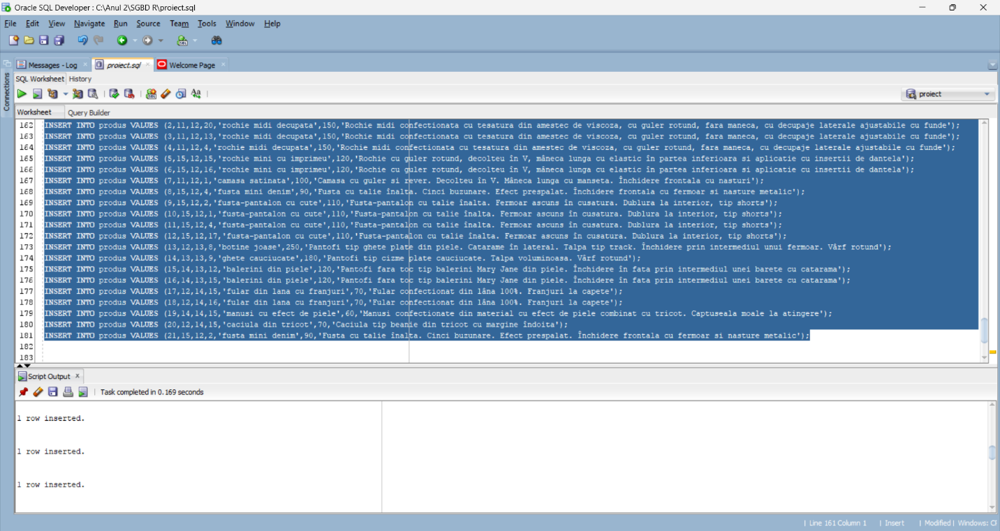 Oracle SQL Developer : C:\Anul 2\SGBD R\proiect.sql
File Edit View Navigate Run Source Team Tools Window Help
Messages - Log × proiect.sql × Welcome Page ×
Connections
SQL Worksheet History
proiect
Worksheet Query Builder
162 INSERT INTO produs VALUES (2,11,12,20,'rochie midi decupata',150,'Rochie midi confectionata cu tesatura din amestec de viscoza, cu guler rotund, fara maneca, cu decupaje laterale ajustabile cu funde');
163 INSERT INTO produs VALUES (3,11,12,13,'rochie midi decupata',150,'Rochie midi confectionata cu tesatura din amestec de viscoza, cu guler rotund, fara maneca, cu decupaje laterale ajustabile cu funde');
164 INSERT INTO produs VALUES (4,11,12,4,'rochie midi decupata',150,'Rochie midi confectionata cu tesatura din amestec de viscoza, cu guler rotund, fara maneca, cu decupaje laterale ajustabile cu funde');
165 INSERT INTO produs VALUES (5,15,12,15,'rochie mini cu imprimeu',120,'Rochie cu guler rotund, decolteu în V, mâneca lunga cu elastic în partea inferioara si aplicatie cu insertii de dantela');
166 INSERT INTO produs VALUES (6,15,12,16,'rochie mini cu imprimeu',120,'Rochie cu guler rotund, decolteu în V, mâneca lunga cu elastic în partea inferioara si aplicatie cu insertii de dantela');
167 INSERT INTO produs VALUES (7,11,12,1,'camasa satinata',100,'Camasa cu guler si rever. Decolteu în V. Mâneca lunga cu manseta. Închidere frontala cu nasturi');
168 INSERT INTO produs VALUES (8,15,12,4,'fusta mini denim',90,'Fusta cu talie înalta. Cinci buzunare. Efect prespalat. Închidere frontala cu fermoar si nasture metalic');
169 INSERT INTO produs VALUES (9,15,12,2,'fusta-pantalon cu cute',110,'Fusta-pantalon cu talie înalta. Fermoar ascuns în cusatura. Dublura la interior, tip shorts');
170 INSERT INTO produs VALUES (10,15,12,1,'fusta-pantalon cu cute',110,'Fusta-pantalon cu talie înalta. Fermoar ascuns în cusatura. Dublura la interior, tip shorts');
171 INSERT INTO produs VALUES (11,15,12,4,'fusta-pantalon cu cute',110,'Fusta-pantalon cu talie înalta. Fermoar ascuns în cusatura. Dublura la interior, tip shorts');
172 INSERT INTO produs VALUES (12,15,12,17,'fusta-pantalon cu cute',110,'Fusta-pantalon cu talie înalta. Fermoar ascuns în cusatura. Dublura la interior, tip shorts');
173 INSERT INTO produs VALUES (13,12,13,8,'botine joase',250,'Pantofi tip ghete plate din piele. Catarame în lateral. Talpa tip track. Închidere prin intermediul unui fermoar. Vârf rotund');
174 INSERT INTO produs VALUES (14,13,13,9,'ghete cauciucate',180,'Pantofi tip cizme plate cauciucate. Talpa voluminoasa. Vârf rotund');
175 INSERT INTO produs VALUES (15,14,13,12,'balerini din piele',120,'Pantofi fara toc tip balerini Mary Jane din piele. Închidere în fata prin intermediul unei barete cu catarama');
176 INSERT INTO produs VALUES (16,14,13,15,'balerini din piele',120,'Pantofi fara toc tip balerini Mary Jane din piele. Închidere în fata prin intermediul unei barete cu catarama');
177 INSERT INTO produs VALUES (17,12,14,15,'fular din lana cu franjuri',70,'Fular confectionat din lâna 100%. Franjuri la capete');
178 INSERT INTO produs VALUES (18,12,14,16,'fular din lana cu franjuri',70,'Fular confectionat din lâna 100%. Franjuri la capete');
179 INSERT INTO produs VALUES (19,14,14,15,'manusi cu efect de piele',60,'Manusi confectionate din material cu efect de piele combinat cu tricot. Captuseala moale la atingere');
180 INSERT INTO produs VALUES (20,12,14,15,'caciula din tricot',70,'Caciula tip beanie din tricot cu margine îndoita');
181 INSERT INTO produs VALUES (21,15,12,2,'fusta mini denim',90,'Fusta cu talie înalta. Cinci buzunare. Efect prespalat. Închidere frontala cu fermoar si nasture metalic');
182
183
Script Output ×
Task completed in 0.169 seconds
1 row inserted.
1 row inserted.
1 row inserted.
| Line 161 Column 1 | Insert | Modified | Windows: CF